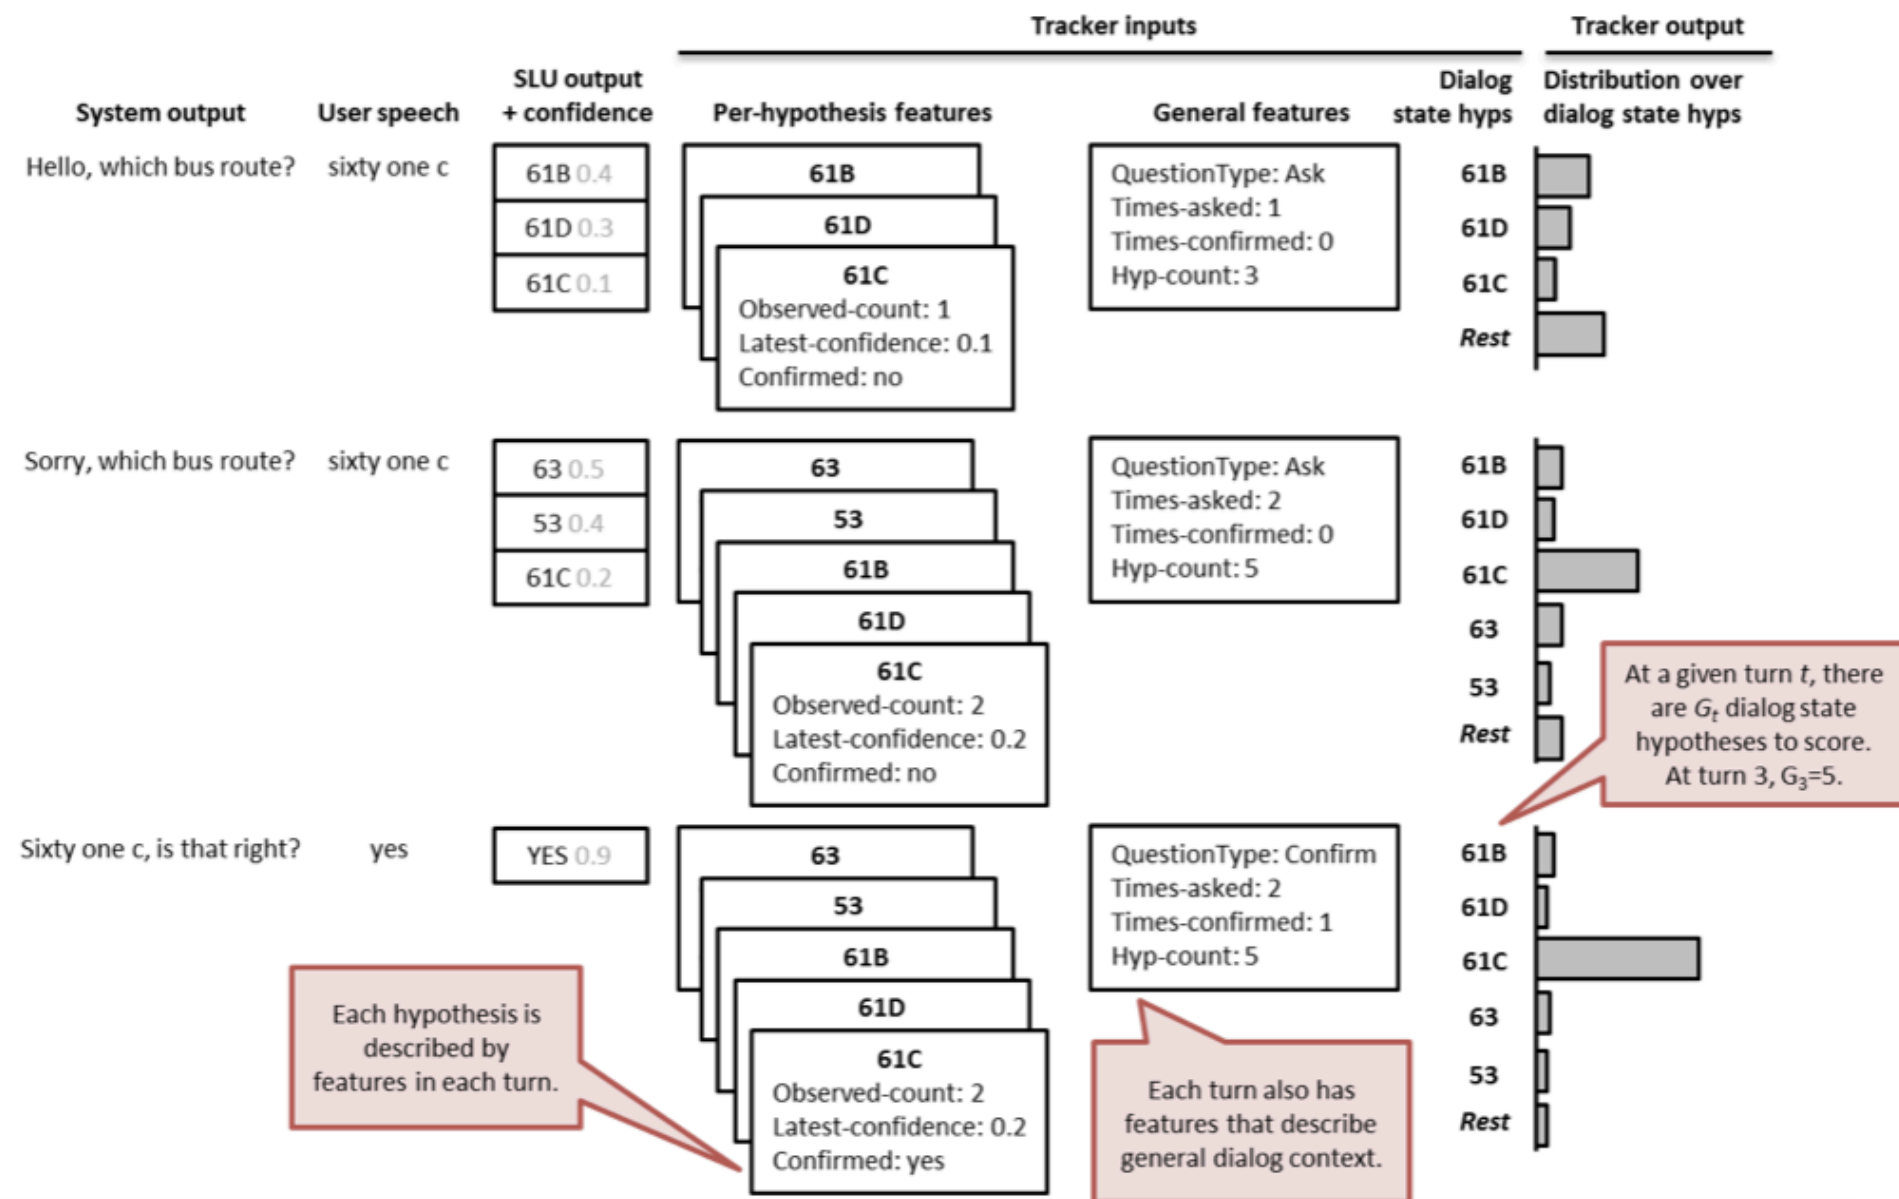 Tracker inputs
Tracker output
System output
User speech
SLU output
+ confidence
Per-hypothesis features
General features
Dialog
state hyps
Distribution over
dialog state hyps
Hello, which bus route?
sixty one c
61B 0.4
61D 0.3
61C 0.1
61B
61D
61C
Observed-count: 1
Latest-confidence: 0.1
Confirmed: no
QuestionType: Ask
Times-asked: 1
Times-confirmed: 0
Hyp-count: 3
61B
61D
61C
Rest
Sorry, which bus route?
sixty one c
63 0.5
53 0.4
61C 0.2
63
53
61B
61D
61C
Observed-count: 2
Latest-confidence: 0.2
Confirmed: no
QuestionType: Ask
Times-asked: 2
Times-confirmed: 0
Hyp-count: 5
61B
61D
61C
63
53
Rest
At a given turn t, there
are Gt dialog state
hypotheses to score.
At turn 3, G3=5.
Sixty one c, is that right?
yes
YES 0.9
63
53
61B
61D
61C
Observed-count: 2
Latest-confidence: 0.2
Confirmed: yes
QuestionType: Confirm
Times-asked: 2
Times-confirmed: 1
Hyp-count: 5
61B
61D
61C
63
53
Rest
Each hypothesis is
described by
features in each turn.
Each turn also has
features that describe
general dialog context.